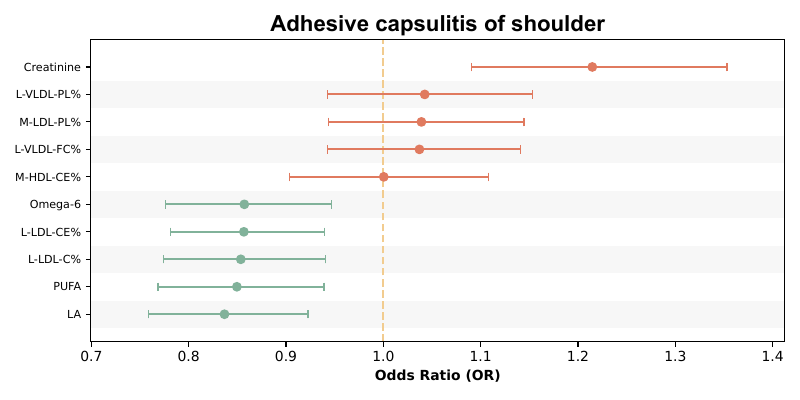 Adhesive capsulitis of shoulder
Creatinine
L-VLDL-PL%
M-LDL-PL%
L-VLDL-FC%
M-HDL-CE%
Omega-6
L-LDL-CE%
L-LDL-C%
PUFA
LA
0.7 0.8 0.9 1.0 1.1 1.2 1.3 1.4
Odds Ratio (OR)